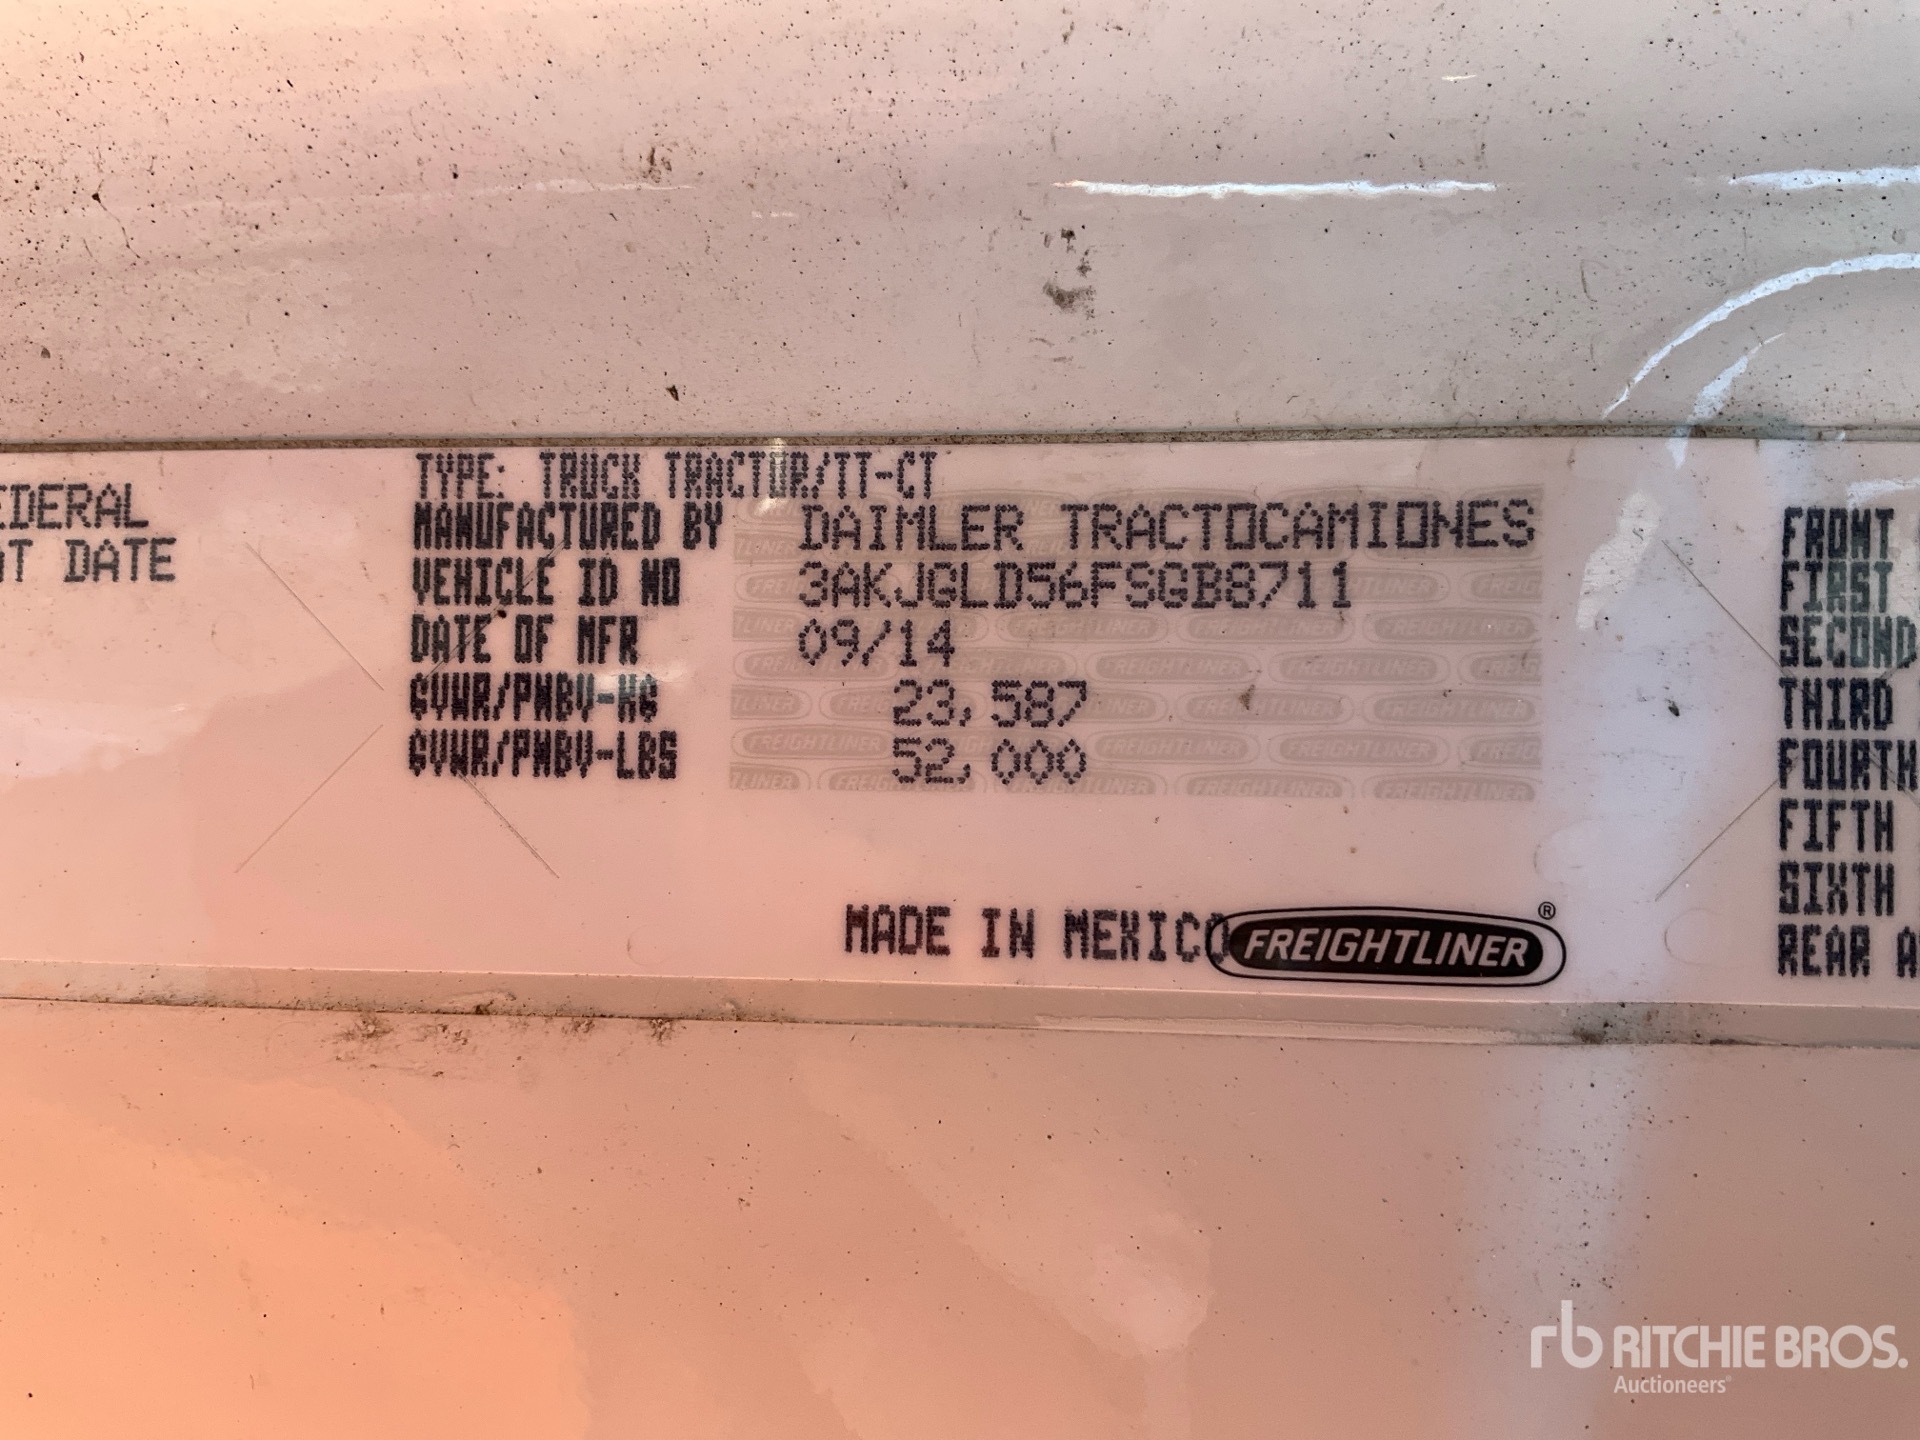 EDERAL
AT DATE
TYPE: TRUCK TRACTOR/TT-CT
MANUFACTURED BY DAIMLER TRACTOCAMIONES
VEHICLE ID NO 3AKJGLD56FSGB8711
DATE OF MFR 09/14
GVWR/PNBV-KG 23,587
GVWR/PNBV-LBS 52,000
MADE IN MEXICO FREIGHTLINER®
FRONT
FIRST
SECOND
THIRD
FOURTH
FIFTH
SIXTH
REAR A
rb RITCHIE BROS.
Auctioneers